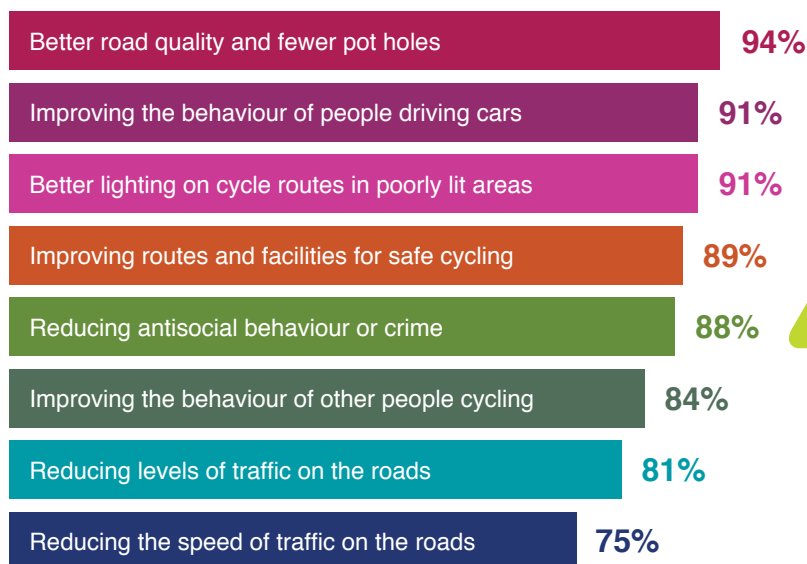 Better road quality and fewer pot holes 94%
Improving the behaviour of people driving cars 91%
Better lighting on cycle routes in poorly lit areas 91%
Improving routes and facilities for safe cycling 89%
Reducing antisocial behaviour or crime 88%
Improving the behaviour of other people cycling 84%
Reducing levels of traffic on the roads 81%
Reducing the speed of traffic on the roads 75%